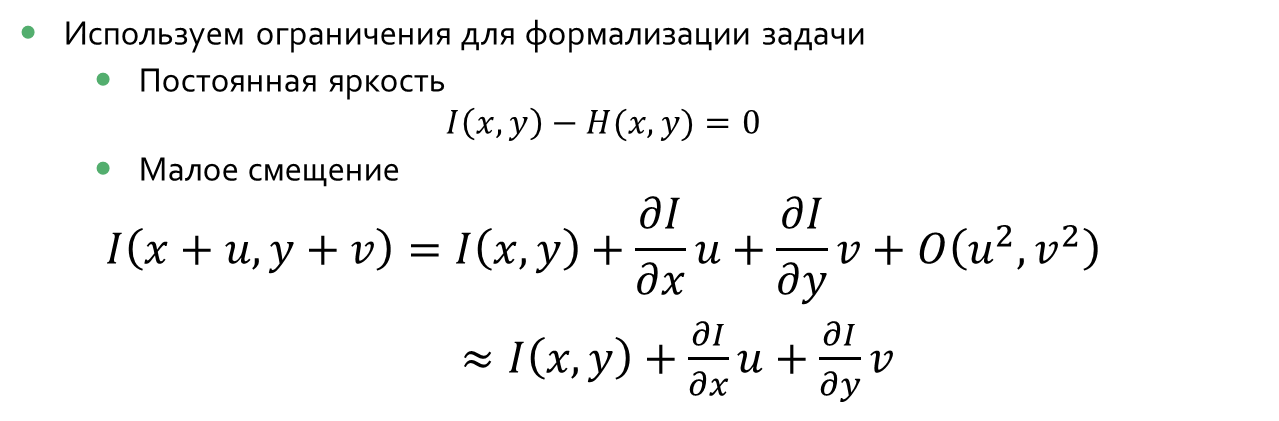 • Используем ограничения для формализации задачи
• Постоянная яркость
I(x, y) − H(x, y) = 0
• Малое смещение
I(x + u, y + v) = I(x, y) + ∂I/∂x u + ∂I/∂y v + O(u², v²)
≈ I(x, y) + ∂I/∂x u + ∂I/∂y v